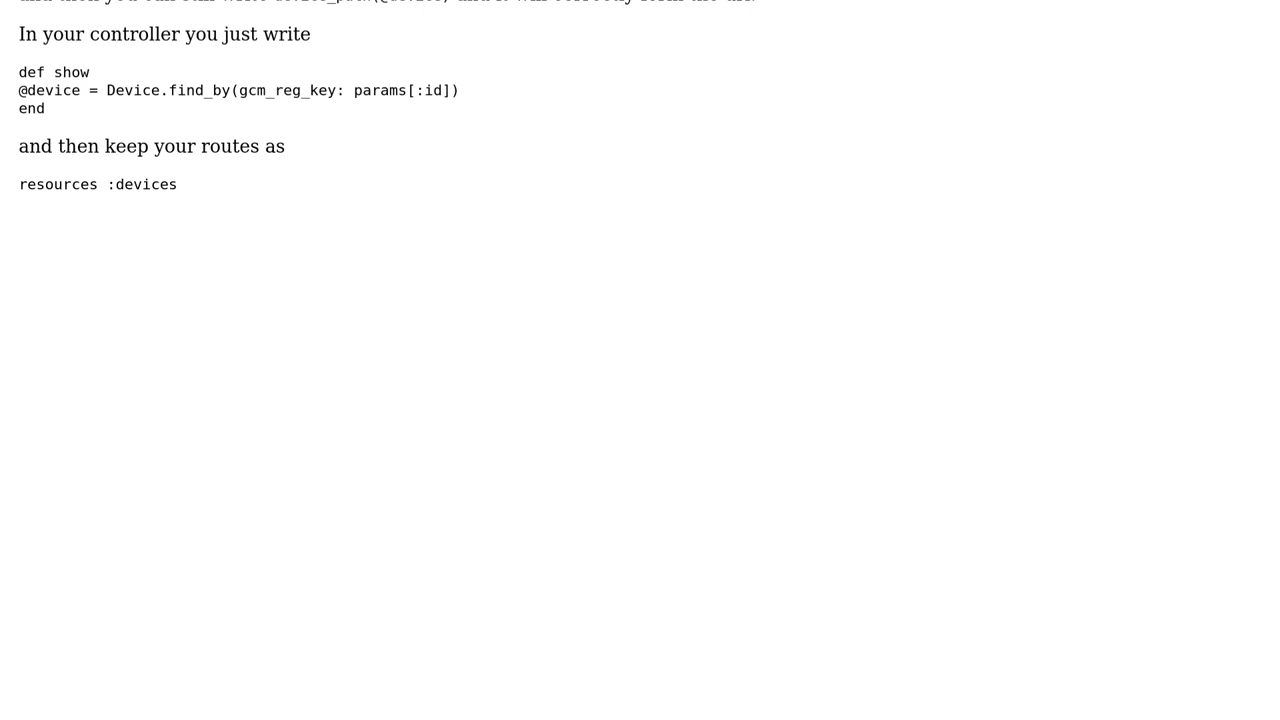 In your controller you just write
def show
@device = Device.find_by(gcm_reg_key: params[:id])
end
and then keep your routes as
resources :devices